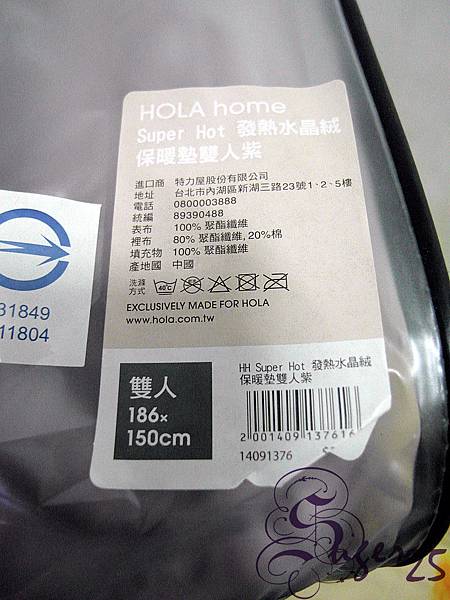 HOLA home
Super Hot 發熱水晶絨
保暖墊雙人紫
進口商 特力屋股份有限公司
地址 台北市內湖區新湖三路23號1、2、5樓
電話 0800003888
統編 89390488
表布 100% 聚酯纖維
裡布 80% 聚酯纖維, 20%棉
填充物 100% 聚酯纖維
產地國 中國
洗滌
方式
40°C
EXCLUSIVELY MADE FOR HOLA
www.hola.com.tw
31849
11804
雙人
186×
150cm
HH Super Hot 發熱水晶絨
保暖墊雙人紫
2 001409 137616
14091376
Suger25